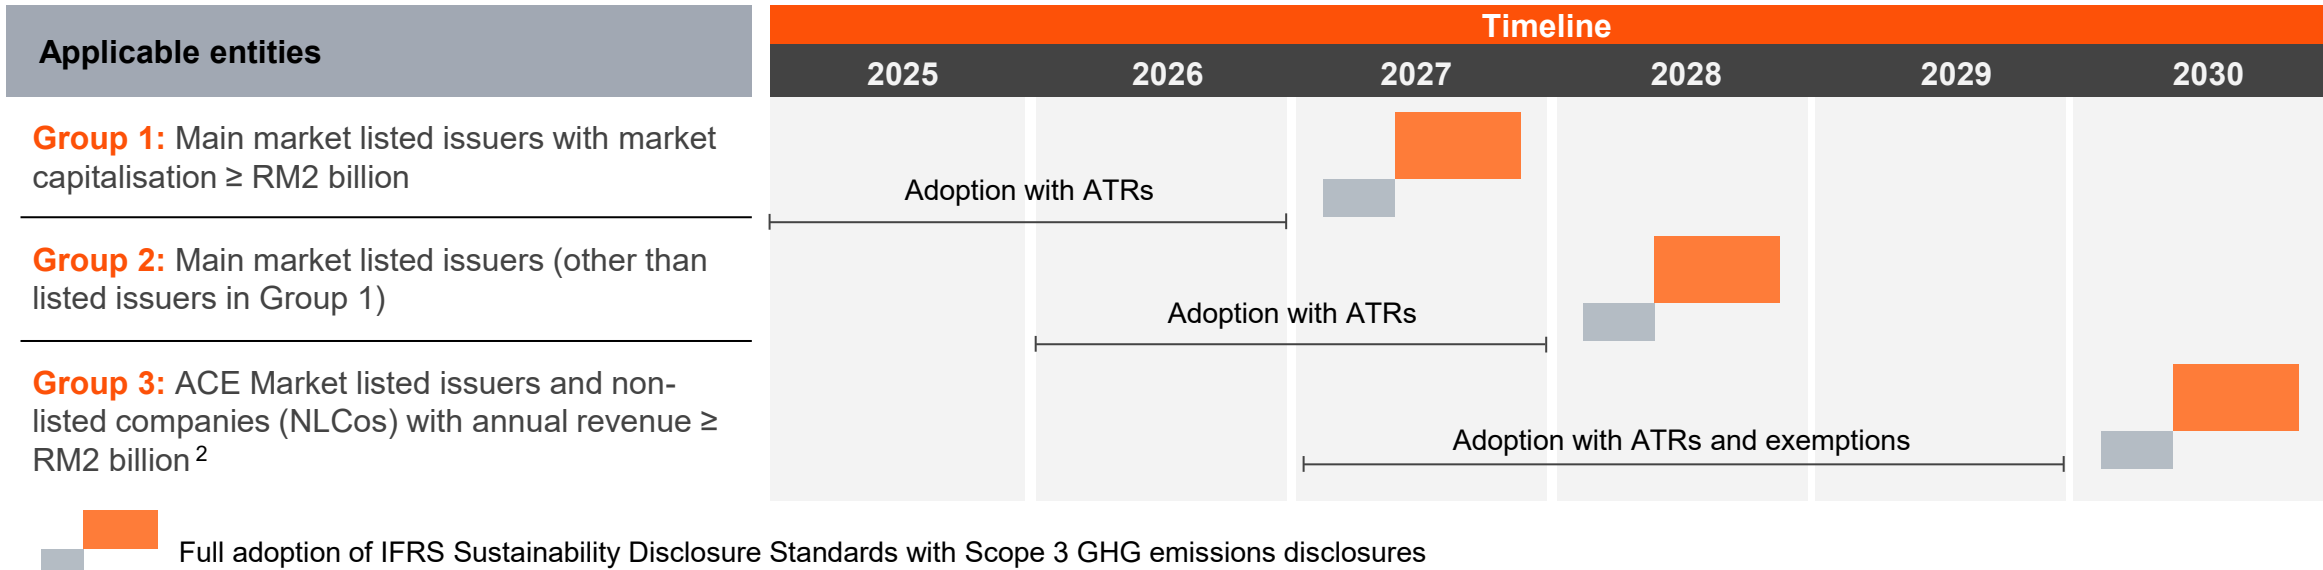 Applicable entities
Timeline
2025 2026 2027 2028 2029 2030
Group 1: Main market listed issuers with market
capitalisation ≥ RM2 billion
Adoption with ATRs
Group 2: Main market listed issuers (other than
listed issuers in Group 1)
Adoption with ATRs
Group 3: ACE Market listed issuers and non-
listed companies (NLCos) with annual revenue ≥
RM2 billion 2
Adoption with ATRs and exemptions
Full adoption of IFRS Sustainability Disclosure Standards with Scope 3 GHG emissions disclosures